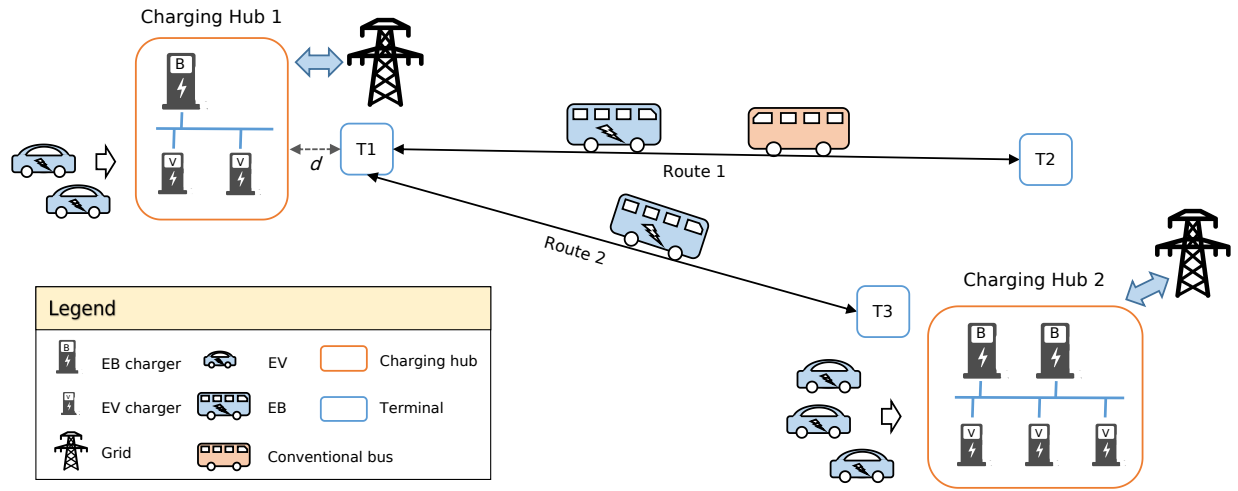 Charging Hub 1
B
V
V
d
T1
Route 1
T2
Route 2
T3
Charging Hub 2
B
B
V
V
V
Legend
B
EB charger
EV
Charging hub
V
EV charger
EB
Terminal
Grid
Conventional bus